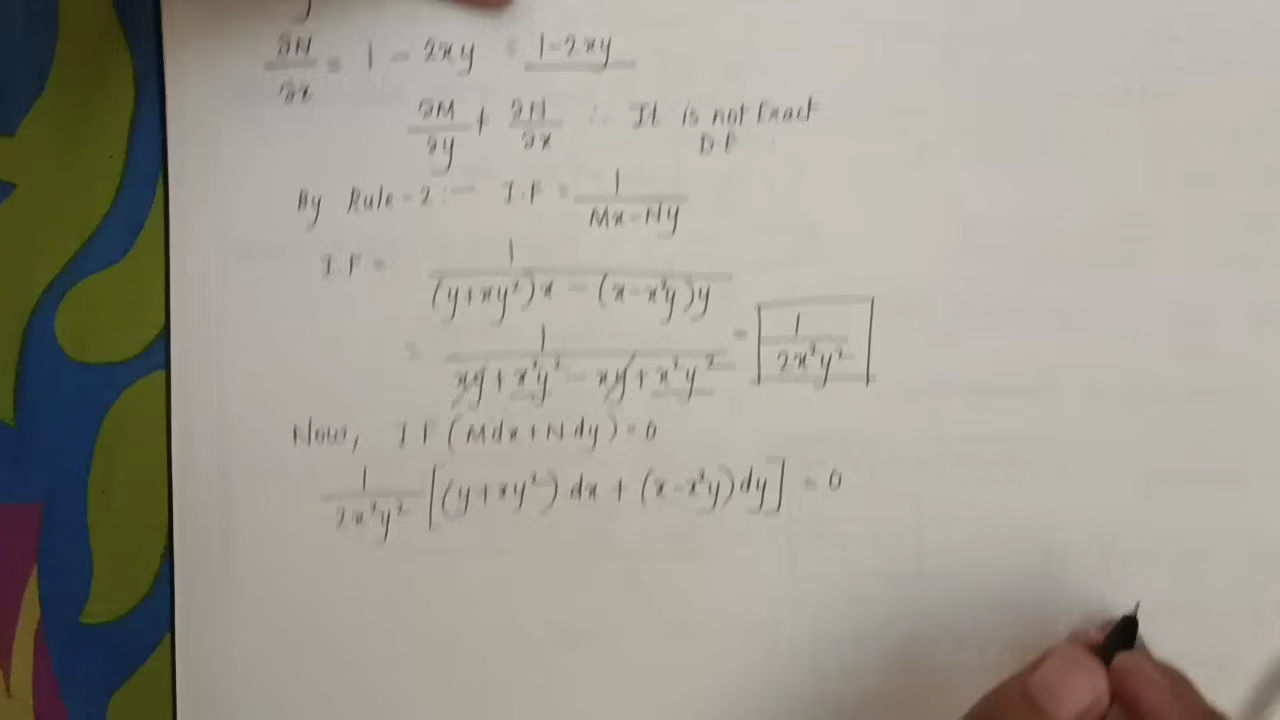 ∂N/∂x = 1 - 2xy = 1-2xy
∂M/∂y ≠ ∂N/∂x ∴ It is not Exact
D E
By Rule-2:- I.F = 1/(Mx-Ny)
I.F = 1/((y+xy²)x - (x-x²y)y)
= 1/(xy+x²y² - xy+x²y²) = 1/(2x²y²)
Now, I F (Mdx+Ndy)=0
1/(2x²y²) [(y+xy²) dx + (x-x²y)dy] = 0